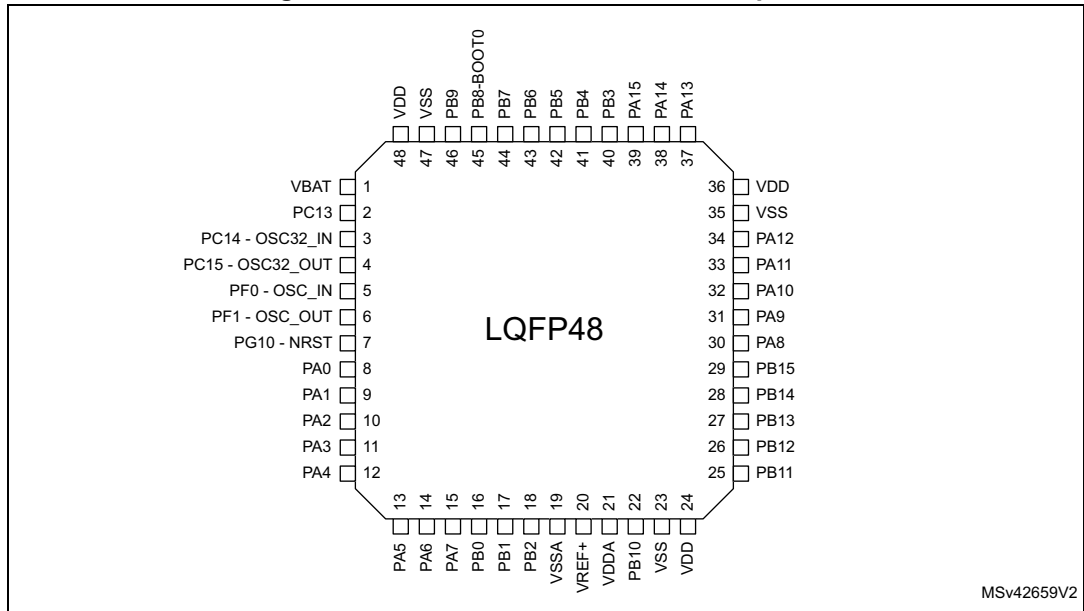 VDD
VSS
PB9
PB8-BOOT0
PB7
PB6
PB5
PB4
PB3
PA15
PA14
PA13
48
47
46
45
44
43
42
41
40
39
38
37
VBAT 1
PC13 2
PC14 - OSC32_IN 3
PC15 - OSC32_OUT 4
PF0 - OSC_IN 5
PF1 - OSC_OUT 6
PG10 - NRST 7
PA0 8
PA1 9
PA2 10
PA3 11
PA4 12
LQFP48
36 VDD
35 VSS
34 PA12
33 PA11
32 PA10
31 PA9
30 PA8
29 PB15
28 PB14
27 PB13
26 PB12
25 PB11
13
14
15
16
17
18
19
20
21
22
23
24
PA5
PA6
PA7
PB0
PB1
PB2
VSSA
VREF+
VDDA
PB10
VSS
VDD
MSv42659V2